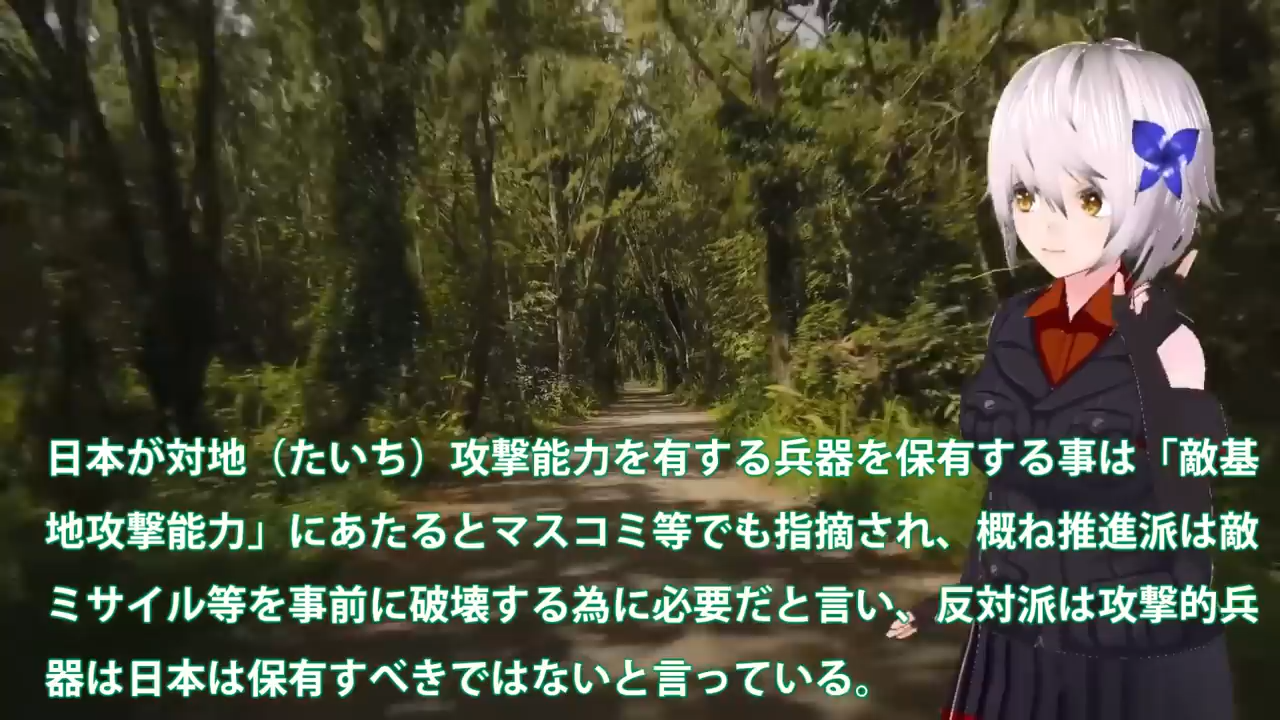 日本が対地（たいち）攻撃能力を有する兵器を保有する事は「敵基
地攻撃能力」にあたるとマスコミ等でも指摘され、概ね推進派は敵
ミサイル等を事前に破壊する為に必要だと言い、反対派は攻撃的兵
器は日本は保有すべきではないと言っている。